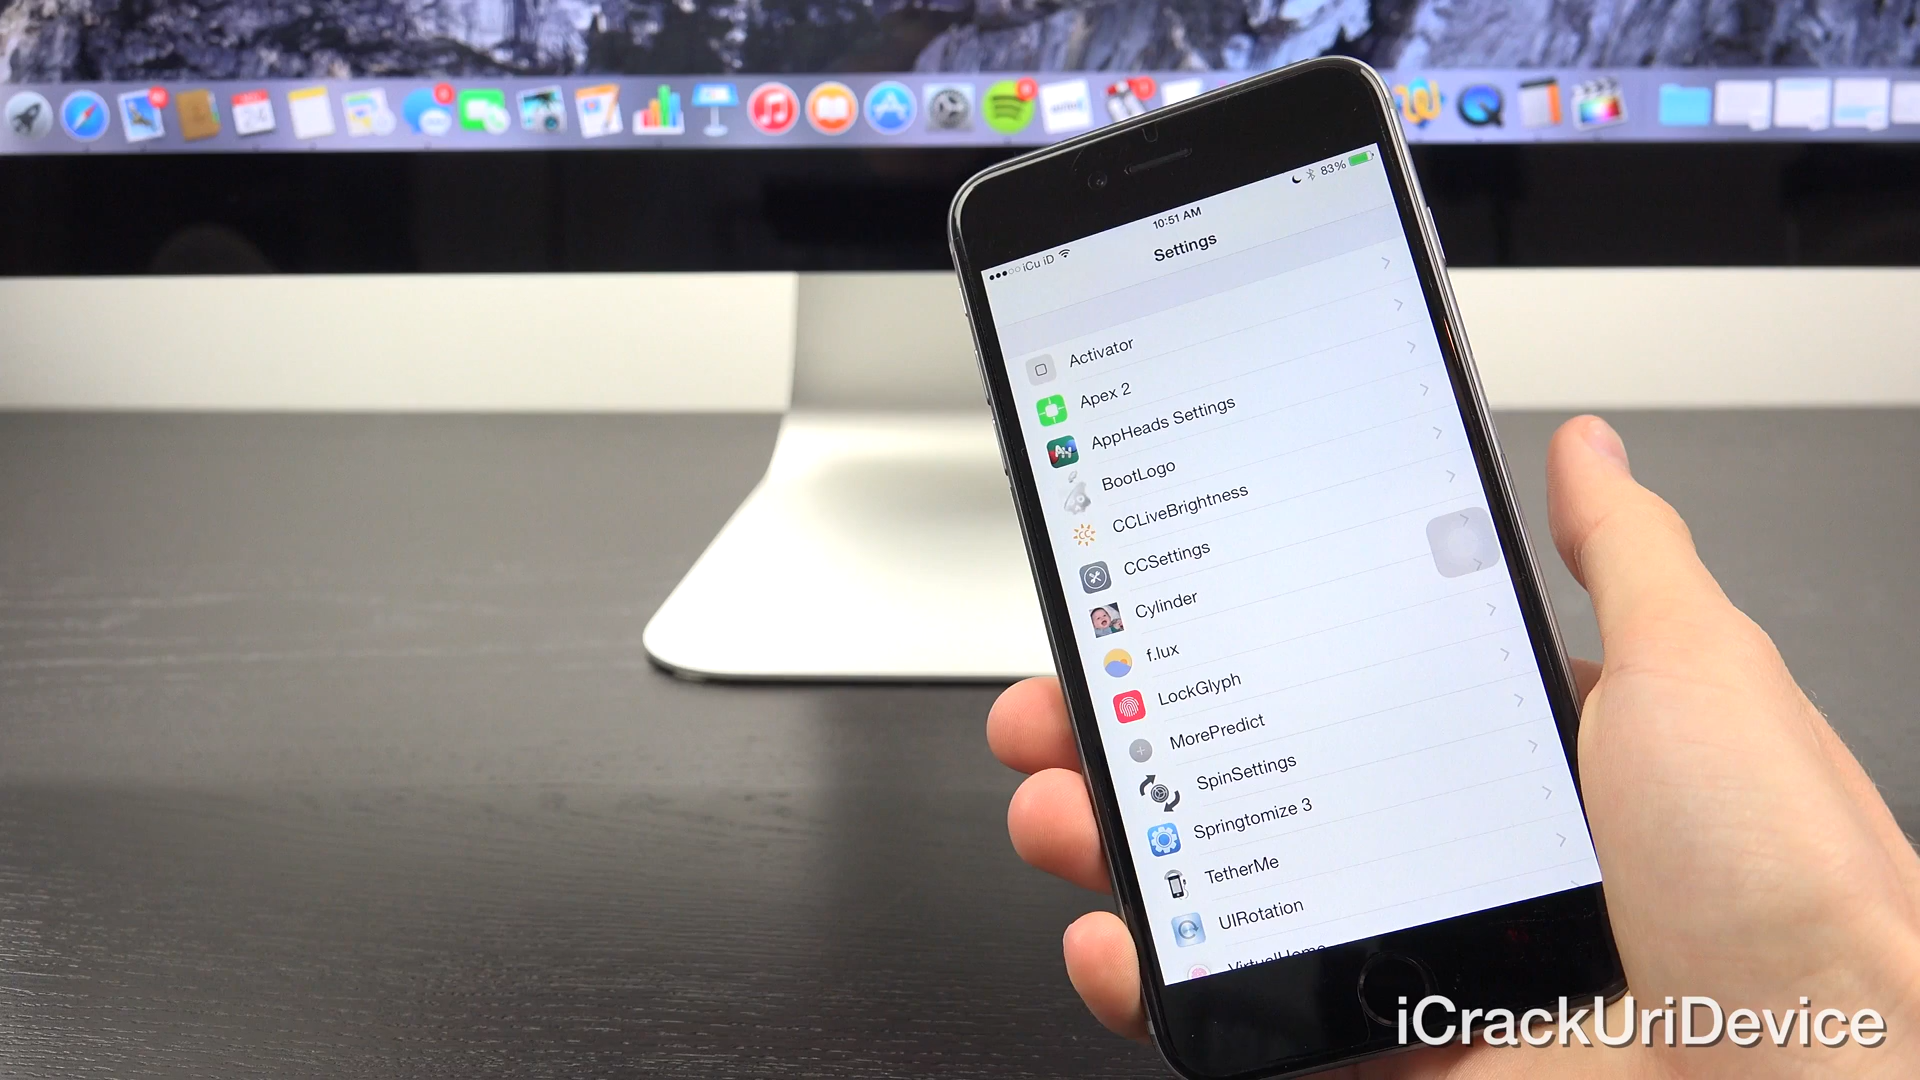 ●●●○○ iCu iD
10:51 AM
83%
Settings
Activator
Apex 2
AppHeads Settings
BootLogo
CCLiveBrightness
CCSettings
Cylinder
f.lux
LockGlyph
MorePredict
SpinSettings
Springtomize 3
TetherMe
UIRotation
VirtualHome
iCrackUriDevice